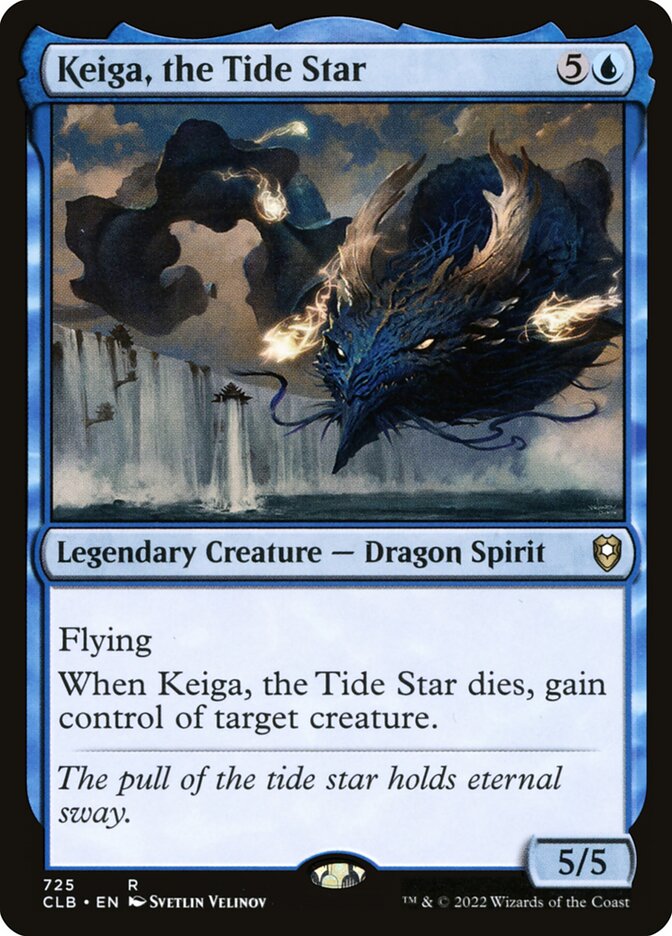 Keiga, the Tide Star 5
Legendary Creature — Dragon Spirit
Flying
When Keiga, the Tide Star dies, gain
control of target creature.
The pull of the tide star holds eternal
sway.
5/5
725 R
CLB • EN Svetlin Velinov
™ & © 2022 Wizards of the Coast